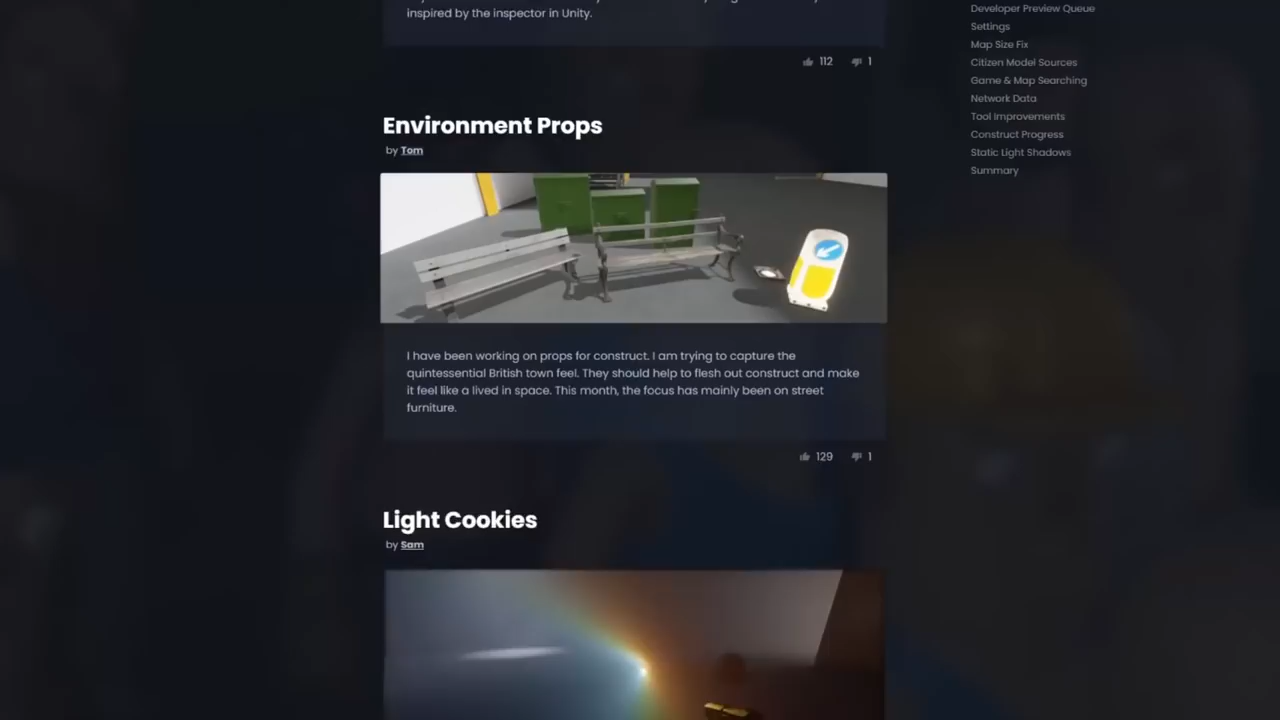 inspired by the inspector in Unity.
112
1
Environment Props
by Tom
I have been working on props for construct. I am trying to capture the
quintessential British town feel. They should help to flesh out construct and make
it feel like a lived in space. This month, the focus has mainly been on street
furniture.
129
1
Light Cookies
by Sam
Developer Preview Queue
Settings
Map Size Fix
Citizen Model Sources
Game & Map Searching
Network Data
Tool Improvements
Construct Progress
Static Light Shadows
Summary